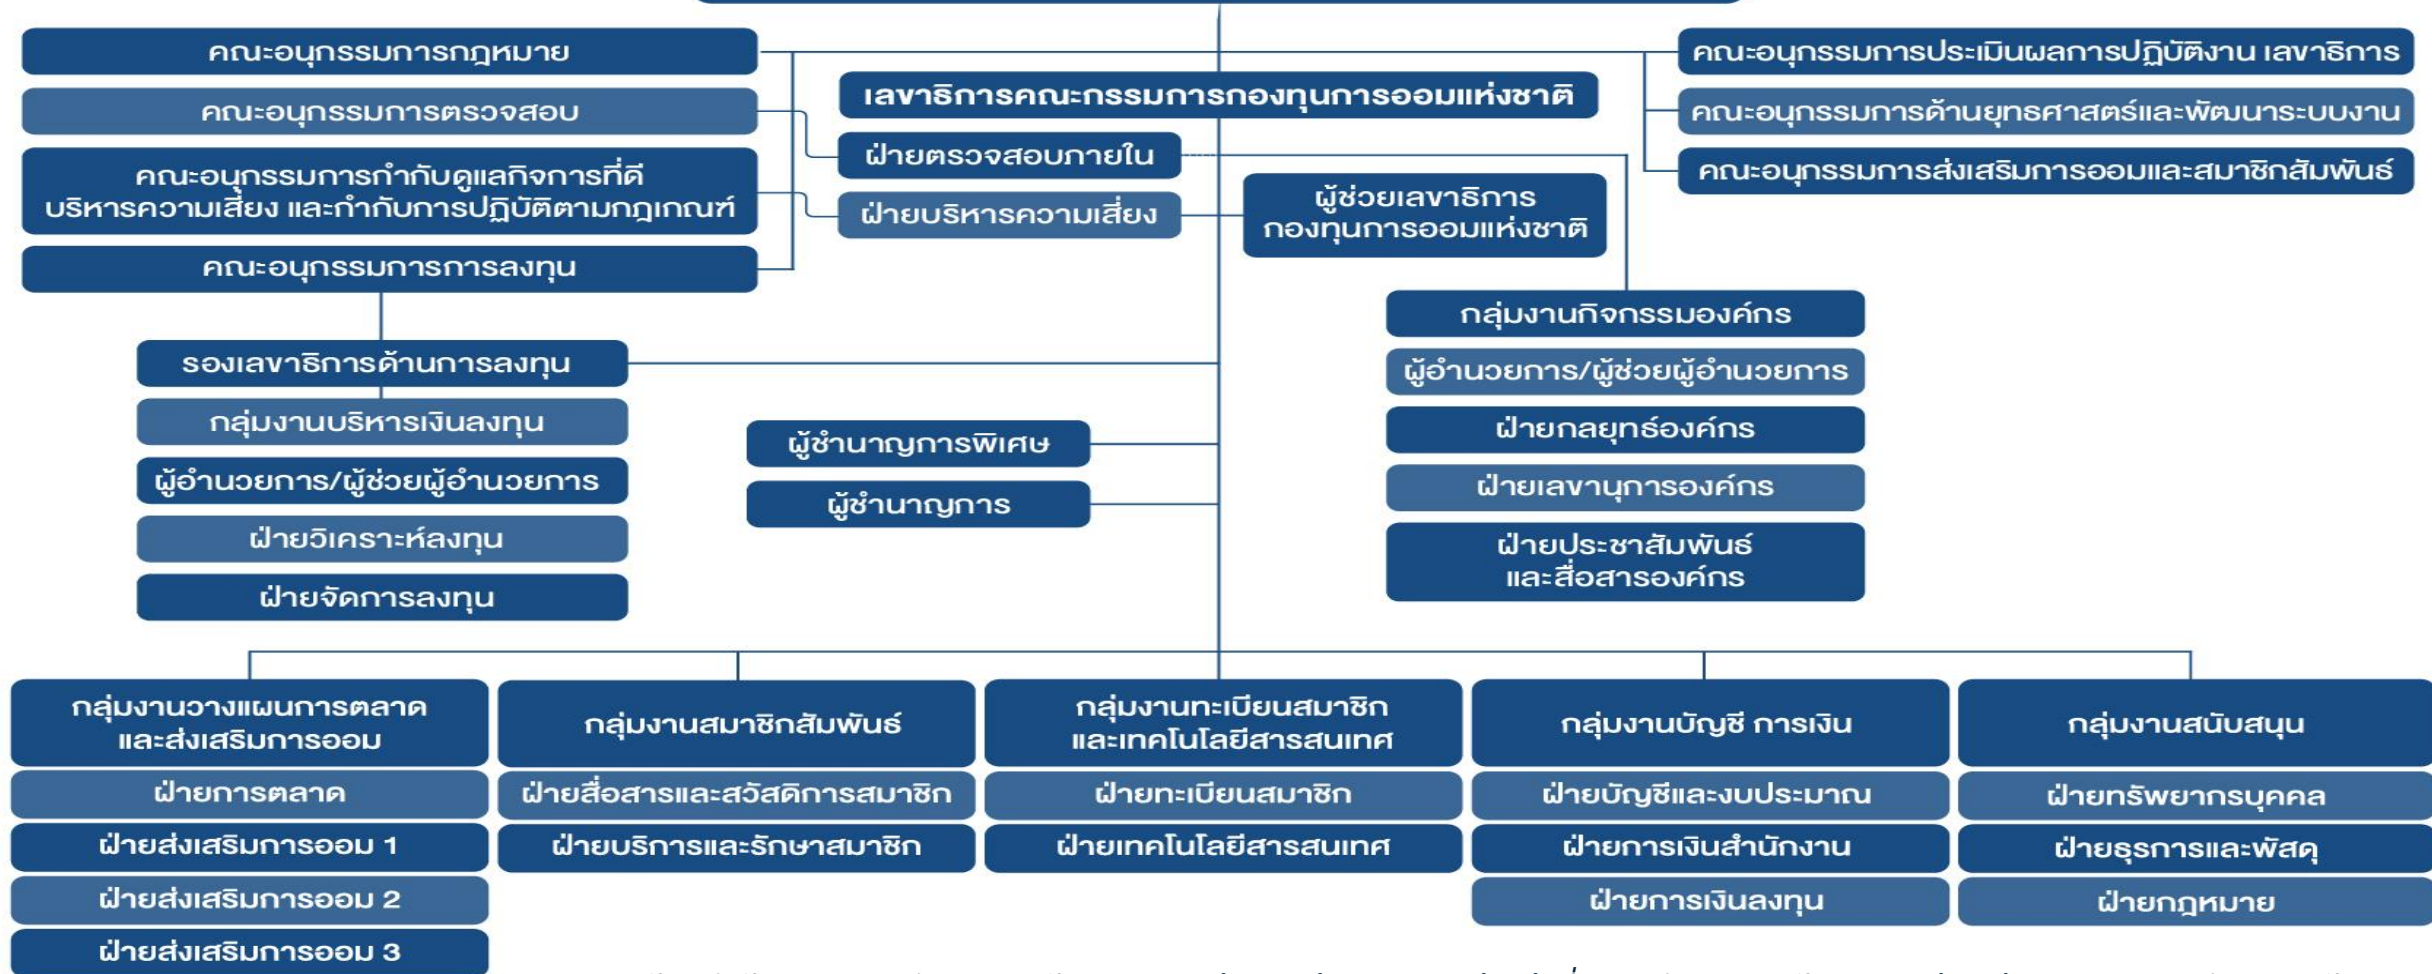 คณะอนุกรรมการกฎหมาย
คณะอนุกรรมการตรวจสอบ
คณะอนุกรรมการกำกับดูแลกิจการที่ดี
บริหารความเสี่ยง และกำกับการปฏิบัติตามกฎเกณฑ์
คณะอนุกรรมการการลงทุน
เลขาธิการคณะกรรมการกองทุนการออมแห่งชาติ
ฝ่ายตรวจสอบภายใน
ฝ่ายบริหารความเสี่ยง
ผู้ช่วยเลขาธิการ
กองทุนการออมแห่งชาติ
คณะอนุกรรมการประเมินผลการปฏิบัติงาน เลขาธิการ
คณะอนุกรรมการด้านยุทธศาสตร์และพัฒนาระบบงาน
คณะอนุกรรมการส่งเสริมการออมและสมาชิกสัมพันธ์
รองเลขาธิการด้านการลงทุน
กลุ่มงานบริหารเงินลงทุน
ผู้อำนวยการ/ผู้ช่วยผู้อำนวยการ
ฝ่ายวิเคราะห์ลงทุน
ฝ่ายจัดการลงทุน
ผู้ชำนาญการพิเศษ
ผู้ชำนาญการ
กลุ่มงานกิจกรรมองค์กร
ผู้อำนวยการ/ผู้ช่วยผู้อำนวยการ
ฝ่ายกลยุทธ์องค์กร
ฝ่ายเลขานุการองค์กร
ฝ่ายประชาสัมพันธ์
และสื่อสารองค์กร
กลุ่มงานวางแผนการตลาด
และส่งเสริมการออม
ฝ่ายการตลาด
ฝ่ายส่งเสริมการออม 1
ฝ่ายส่งเสริมการออม 2
ฝ่ายส่งเสริมการออม 3
กลุ่มงานสมาชิกสัมพันธ์
ฝ่ายสื่อสารและสวัสดิการสมาชิก
ฝ่ายบริการและรักษาสมาชิก
กลุ่มงานทะเบียนสมาชิก
และเทคโนโลยีสารสนเทศ
ฝ่ายทะเบียนสมาชิก
ฝ่ายเทคโนโลยีสารสนเทศ
กลุ่มงานบัญชี การเงิน
ฝ่ายบัญชีและงบประมาณ
ฝ่ายการเงินสำนักงาน
ฝ่ายการเงินลงทุน
กลุ่มงานสนับสนุน
ฝ่ายทรัพยากรบุคคล
ฝ่ายธุรการและพัสดุ
ฝ่ายกฎหมาย